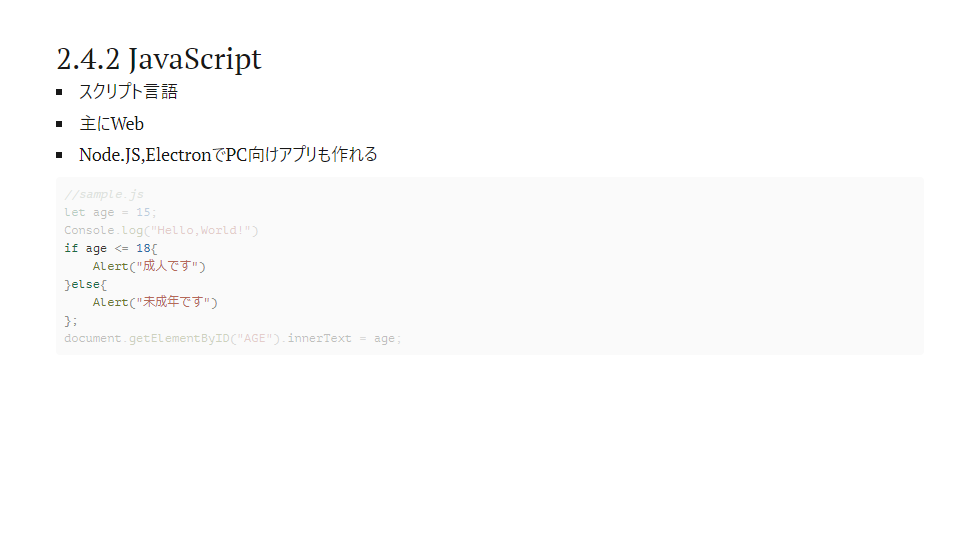 2.4.2 JavaScript
スクリプト言語
主にWeb
Node.JS,ElectronでPC向けアプリも作れる
//sample.js
let age = 15;
Console.log("Hello,World!")
if age <= 18{
    Alert("成人です")
}else{
    Alert("未成年です")
};
document.getElementByID("AGE").innerText = age;